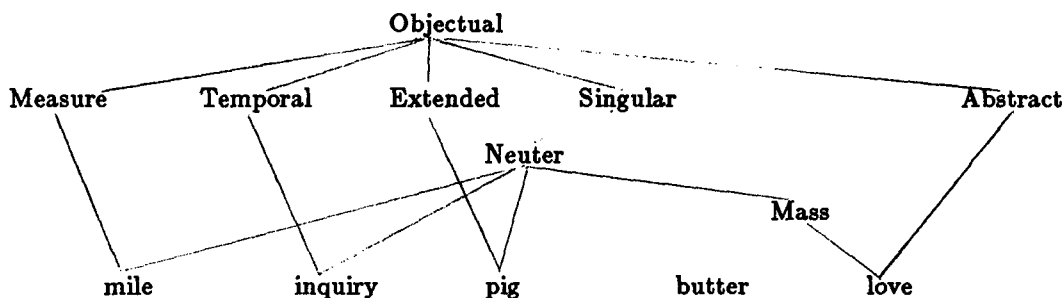 Objectual
Measure Temporal Extended Singular Abstract
Neuter
Mass
mile inquiry pig butter love